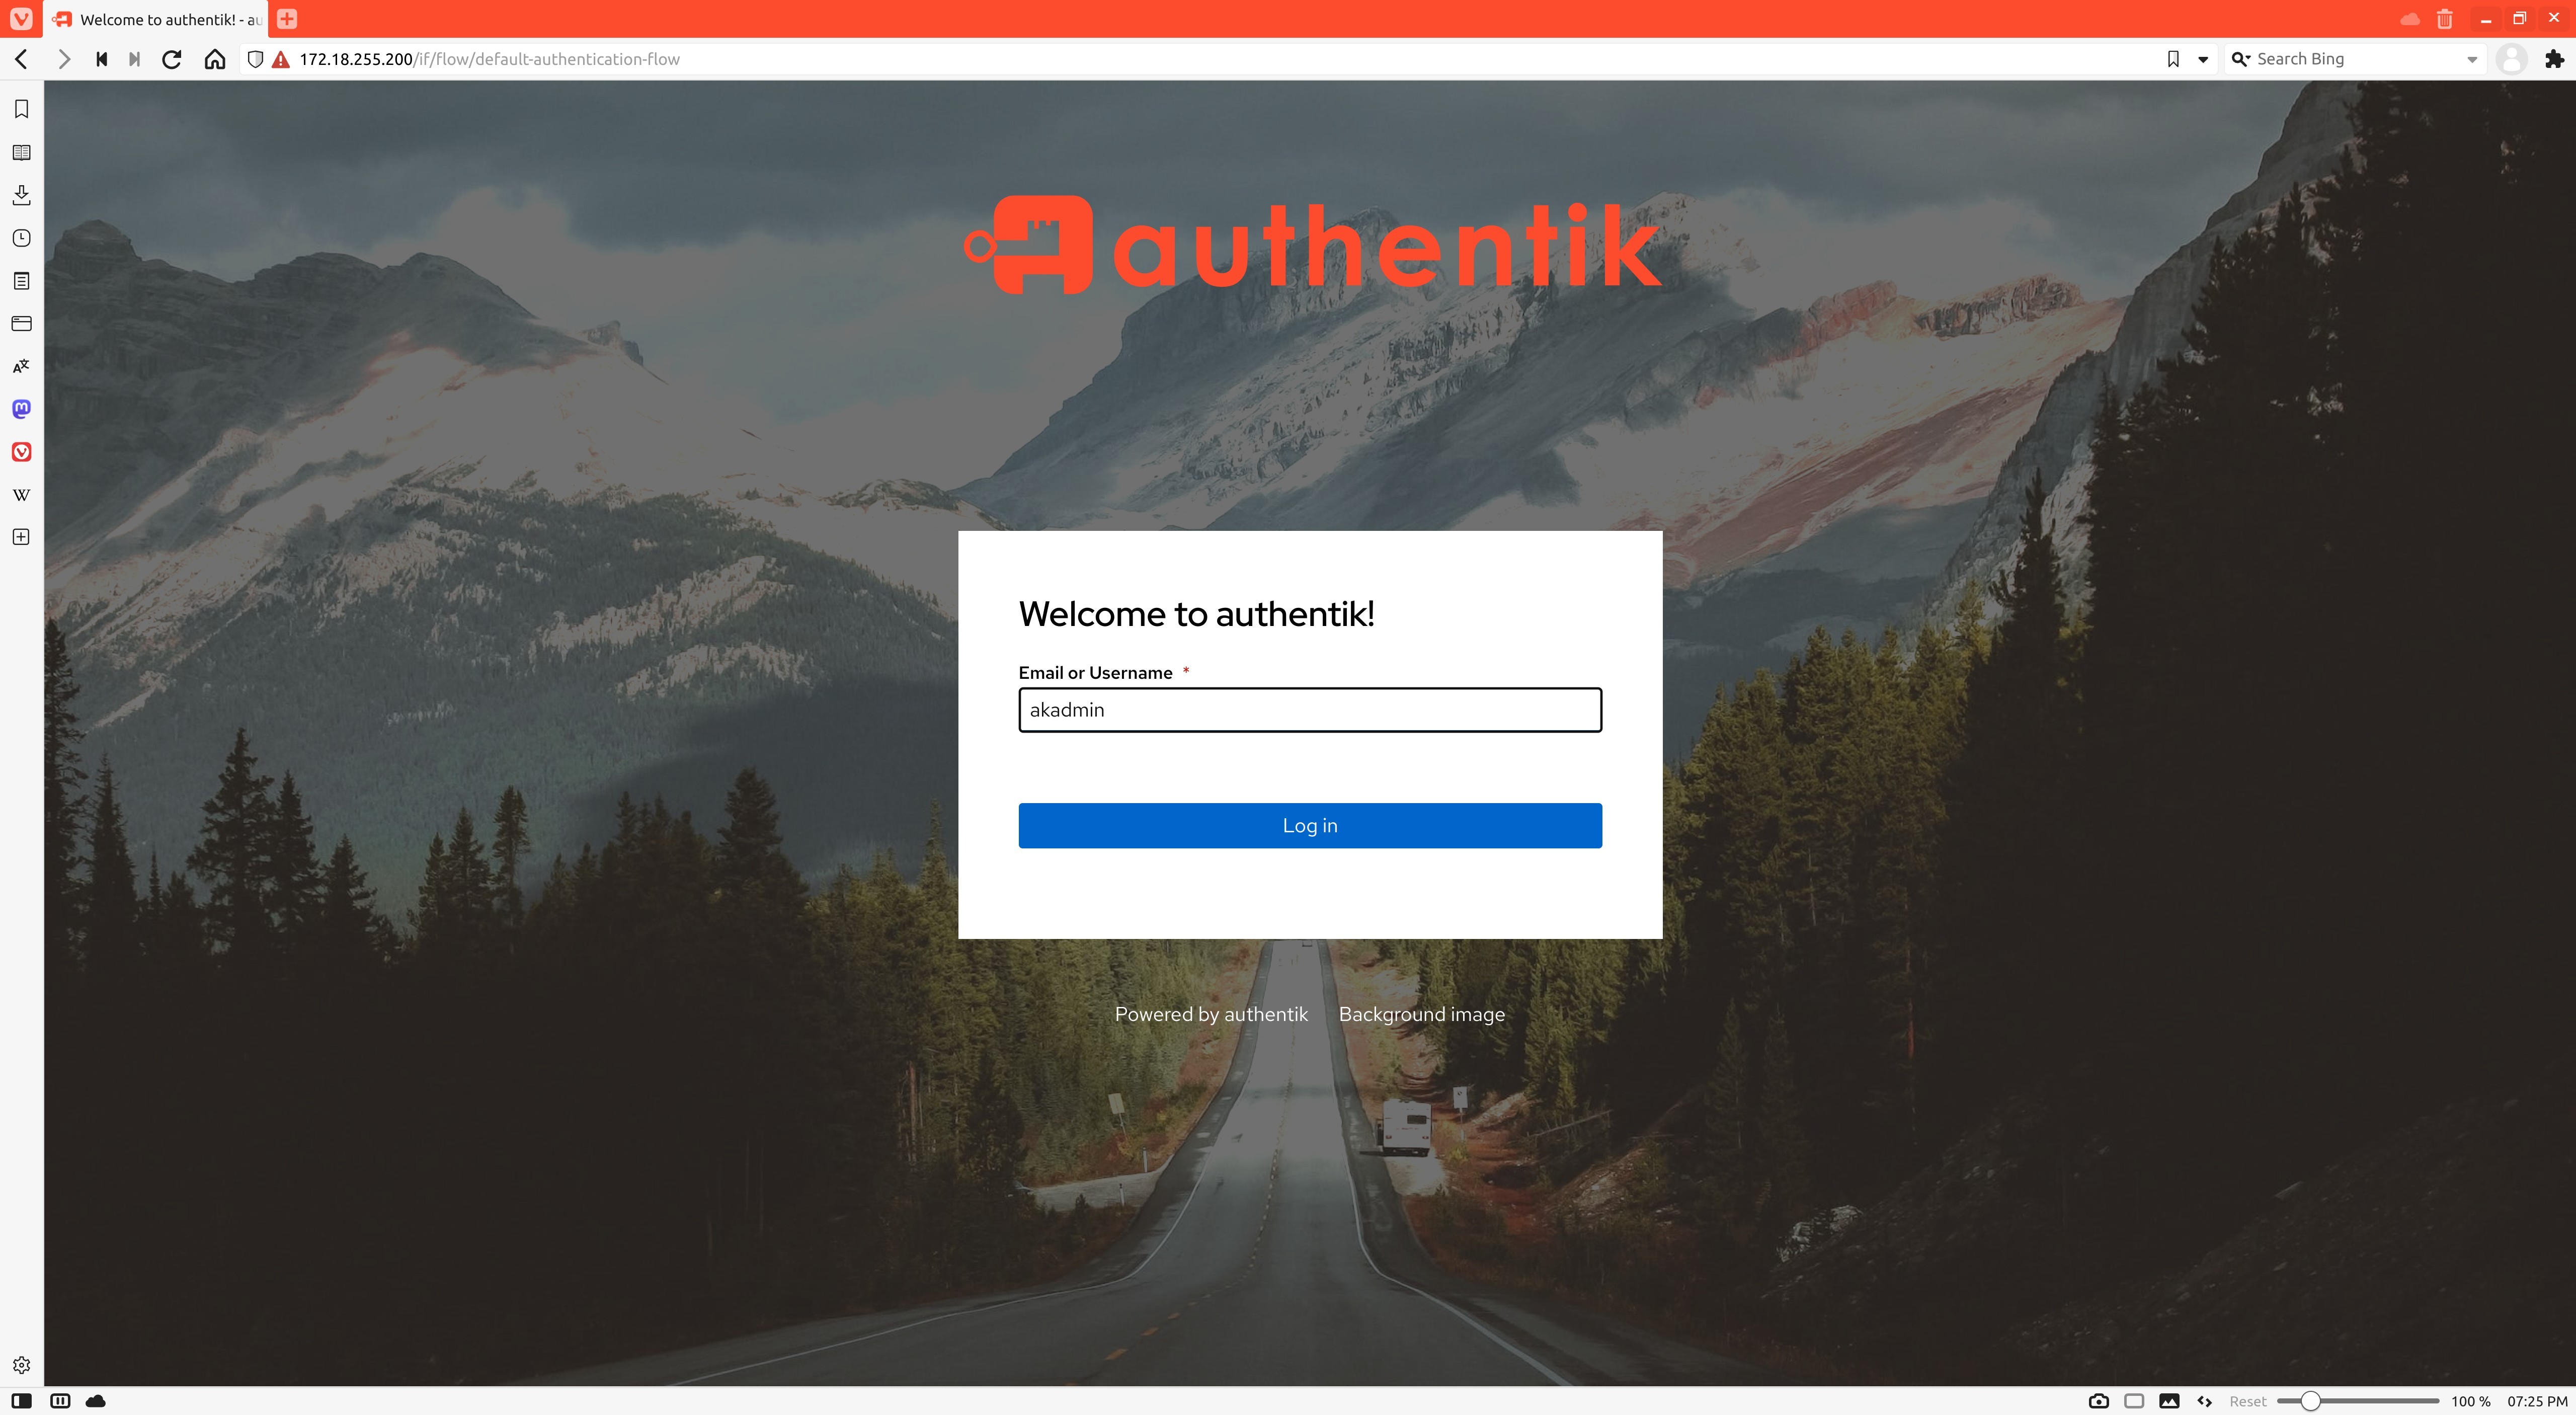 Welcome to authentik! - au
172.18.255.200/if/flow/default-authentication-flow
Search Bing
authentik
Welcome to authentik!
Email or Username *
akadmin
Log in
Powered by authentik Background image
Reset 100 % 07:25 PM